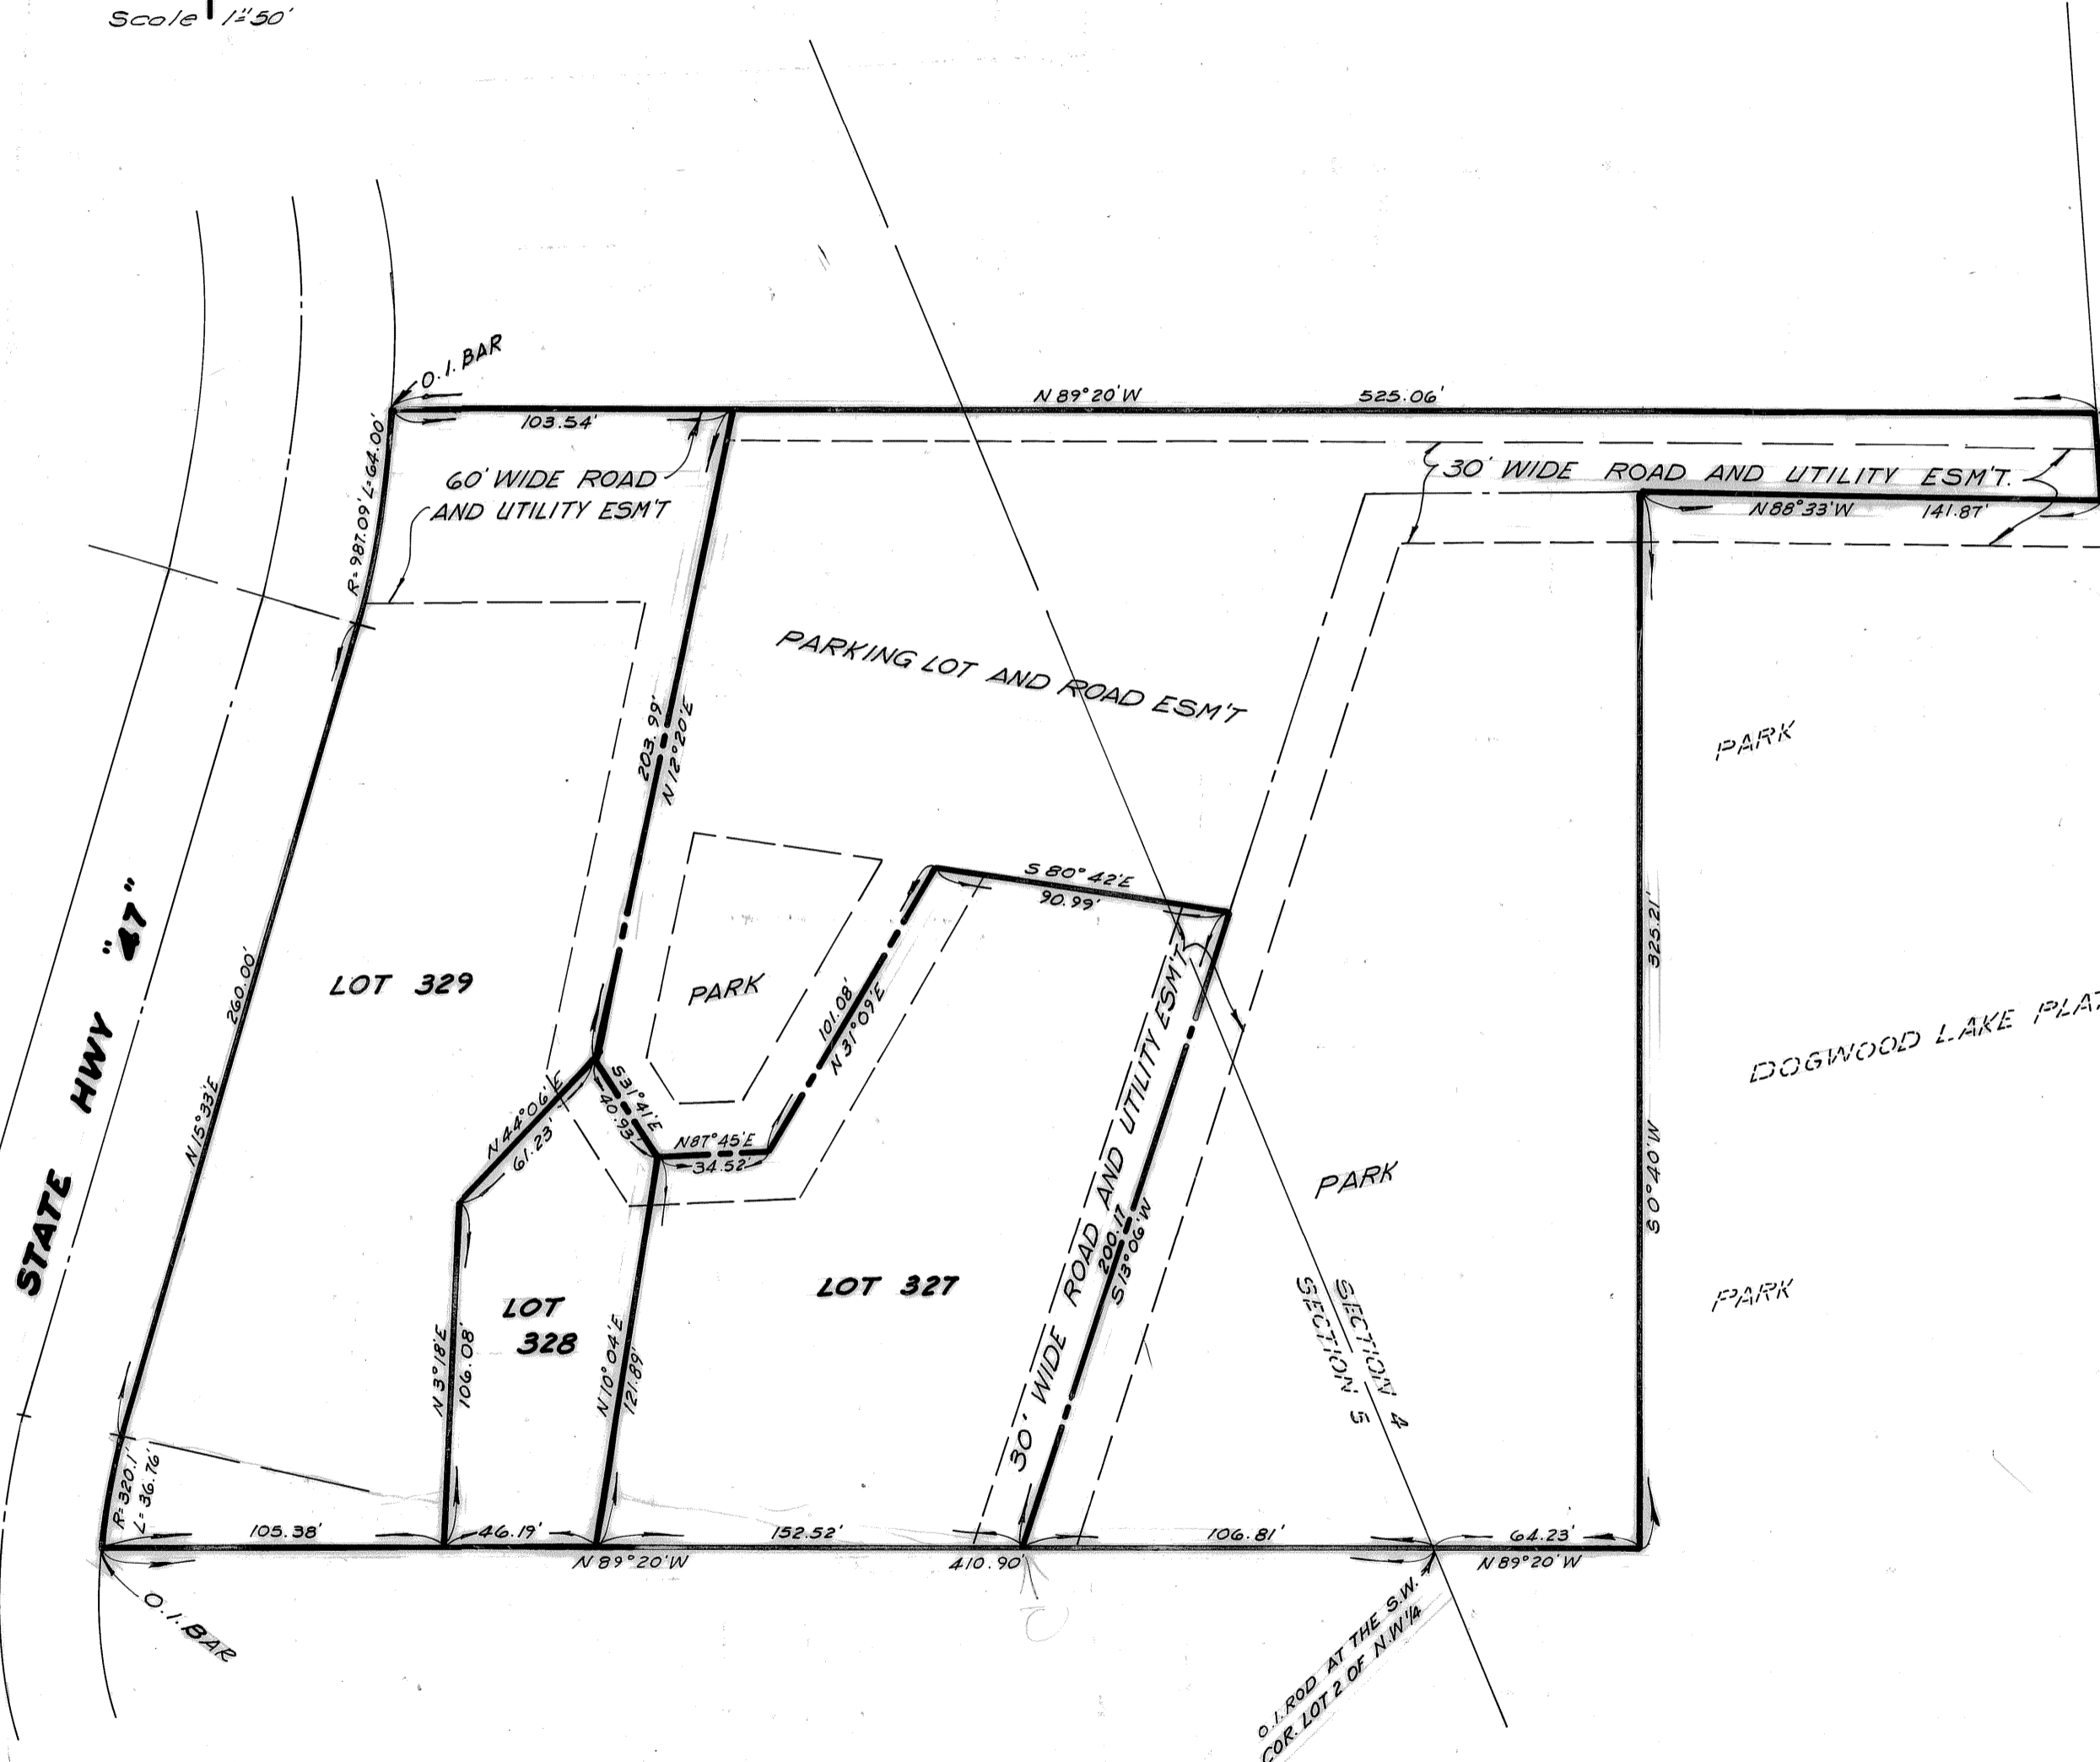 Scale 1"=50'
O.I. BAR
N 89°20'W 525.06'
103.54'
60' WIDE ROAD
AND UTILITY ESM'T
30' WIDE ROAD AND UTILITY ESM'T.
N 88°33'W 141.87'
R=987.09' L=64.00'
PARKING LOT AND ROAD ESM'T
203.99'
N 12°20'E
PARK
S 80°42'E
90.99'
STATE HWY "47"
260.00'
N 15°33'E
LOT 329
PARK
101.08'
N 31°09'E
325.21'
S 0°40'W
DOGWOOD LAKE PLA
N 44°06'E
61.23'
S 31°41'E
40.93'
N 87°45'E
34.52'
30' WIDE ROAD AND UTILITY ESM'T
200.17
S 13°06'W
PARK
LOT 327
LOT
328
N 3°18'E
106.08'
N 10°04'E
121.89'
SECTION 4
SECTION 5
PARK
R=320.1'
L=36.76'
105.38'
46.19'
152.52'
106.81'
64.23'
N 89°20'W
410.90'
N 89°20'W
O.I. BAR
O.I. ROD AT THE S.W.
COR. LOT 2 OF N.W 1/4